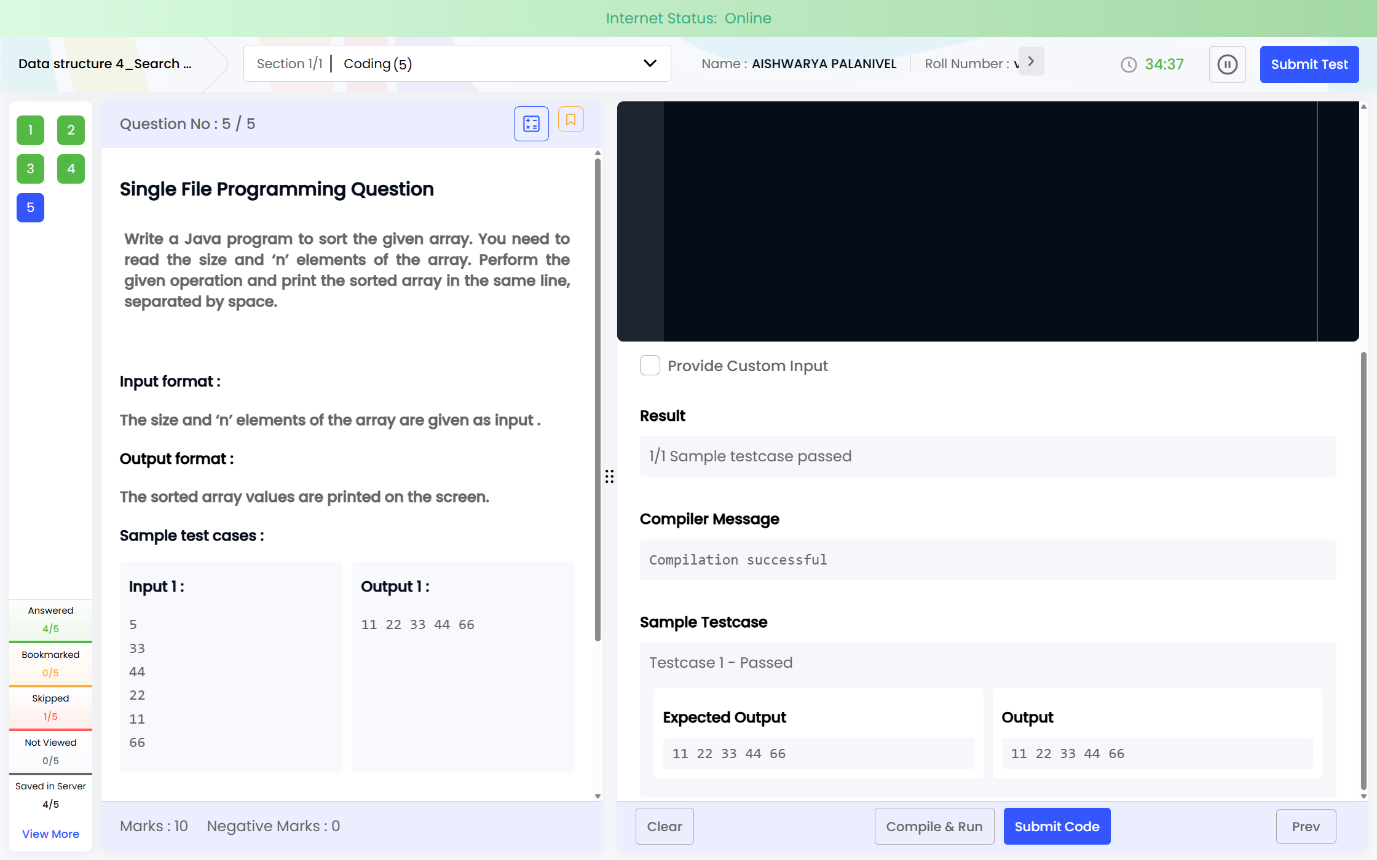 Internet Status: Online
Data structure 4_Search ...
Section 1/1 | Coding (5)
Name : AISHWARYA PALANIVEL
Roll Number :
34:37
Submit Test
1
2
3
4
5
Answered
4/5
Bookmarked
0/5
Skipped
1/5
Not Viewed
0/5
Saved in Server
4/5
View More
Question No : 5 / 5
Single File Programming Question
Write a Java program to sort the given array. You need to
read the size and ‘n’ elements of the array. Perform the
given operation and print the sorted array in the same line,
separated by space.
Input format :
The size and ‘n’ elements of the array are given as input .
Output format :
The sorted array values are printed on the screen.
Sample test cases :
Input 1 :
5
33
44
22
11
66
Output 1 :
11 22 33 44 66
Marks : 10
Negative Marks : 0
Provide Custom Input
Result
1/1 Sample testcase passed
Compiler Message
Compilation successful
Sample Testcase
Testcase 1 - Passed
Expected Output
11 22 33 44 66
Output
11 22 33 44 66
Clear
Compile & Run
Submit Code
Prev